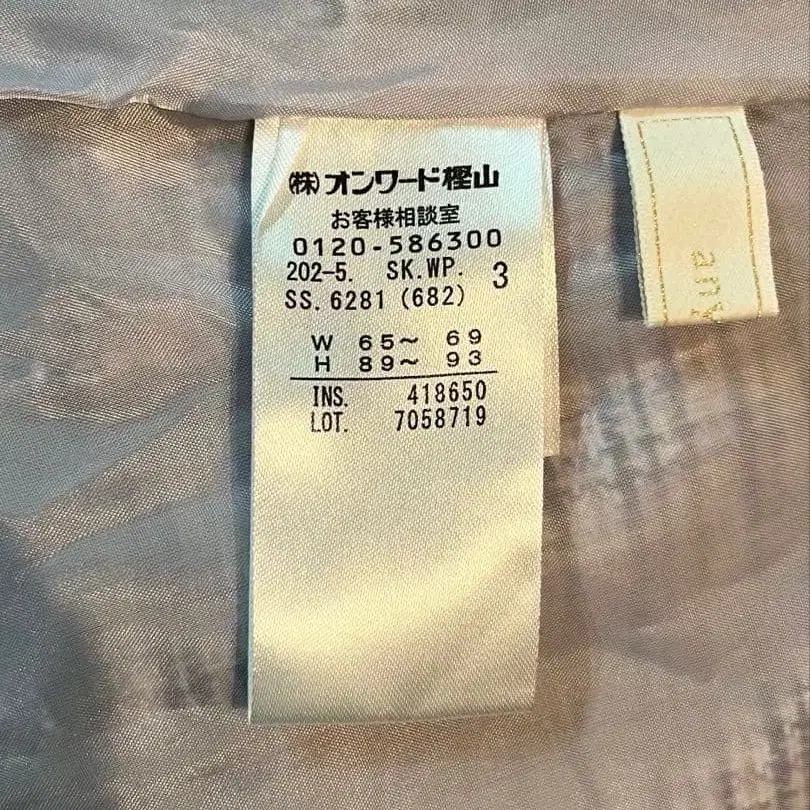 (株)オンワード樫山
お客様相談室
0120-586300
202-5. SK.WP. 3
SS.6281(682)
W 65～ 69
H 89～ 93
INS. 418650
LOT. 7058719
any